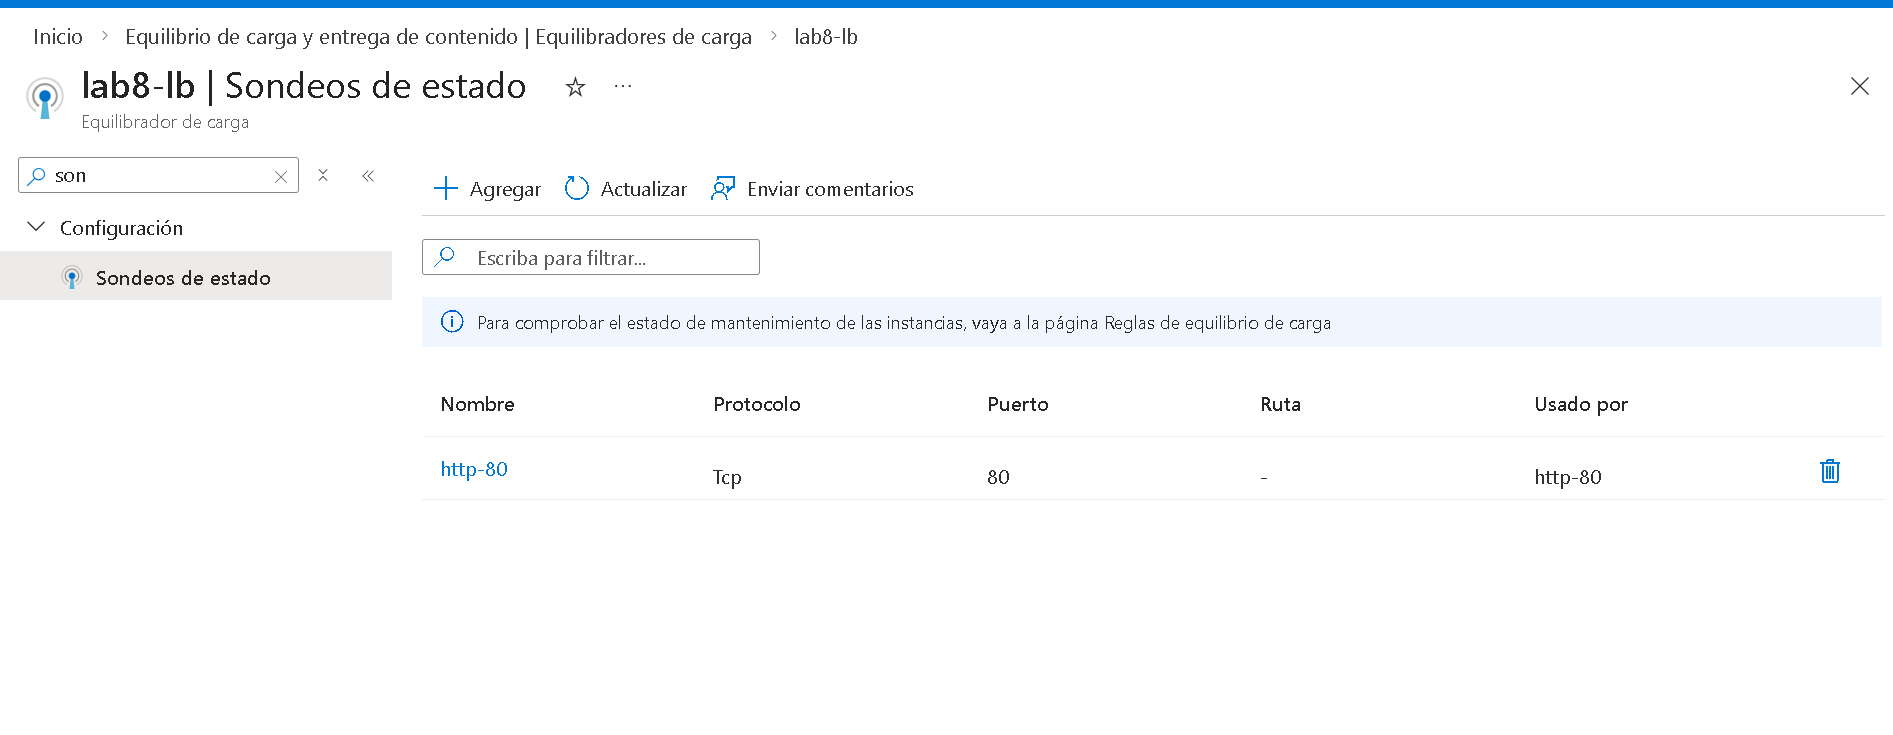 Inicio > Equilibrio de carga y entrega de contenido | Equilibradores de carga > lab8-lb
lab8-lb | Sondeos de estado
Equilibrador de carga
son
Configuración
Sondeos de estado
Agregar Actualizar Enviar comentarios
Escriba para filtrar...
Para comprobar el estado de mantenimiento de las instancias, vaya a la página Reglas de equilibrio de carga
Nombre Protocolo Puerto Ruta Usado por
http-80 Tcp 80 - http-80